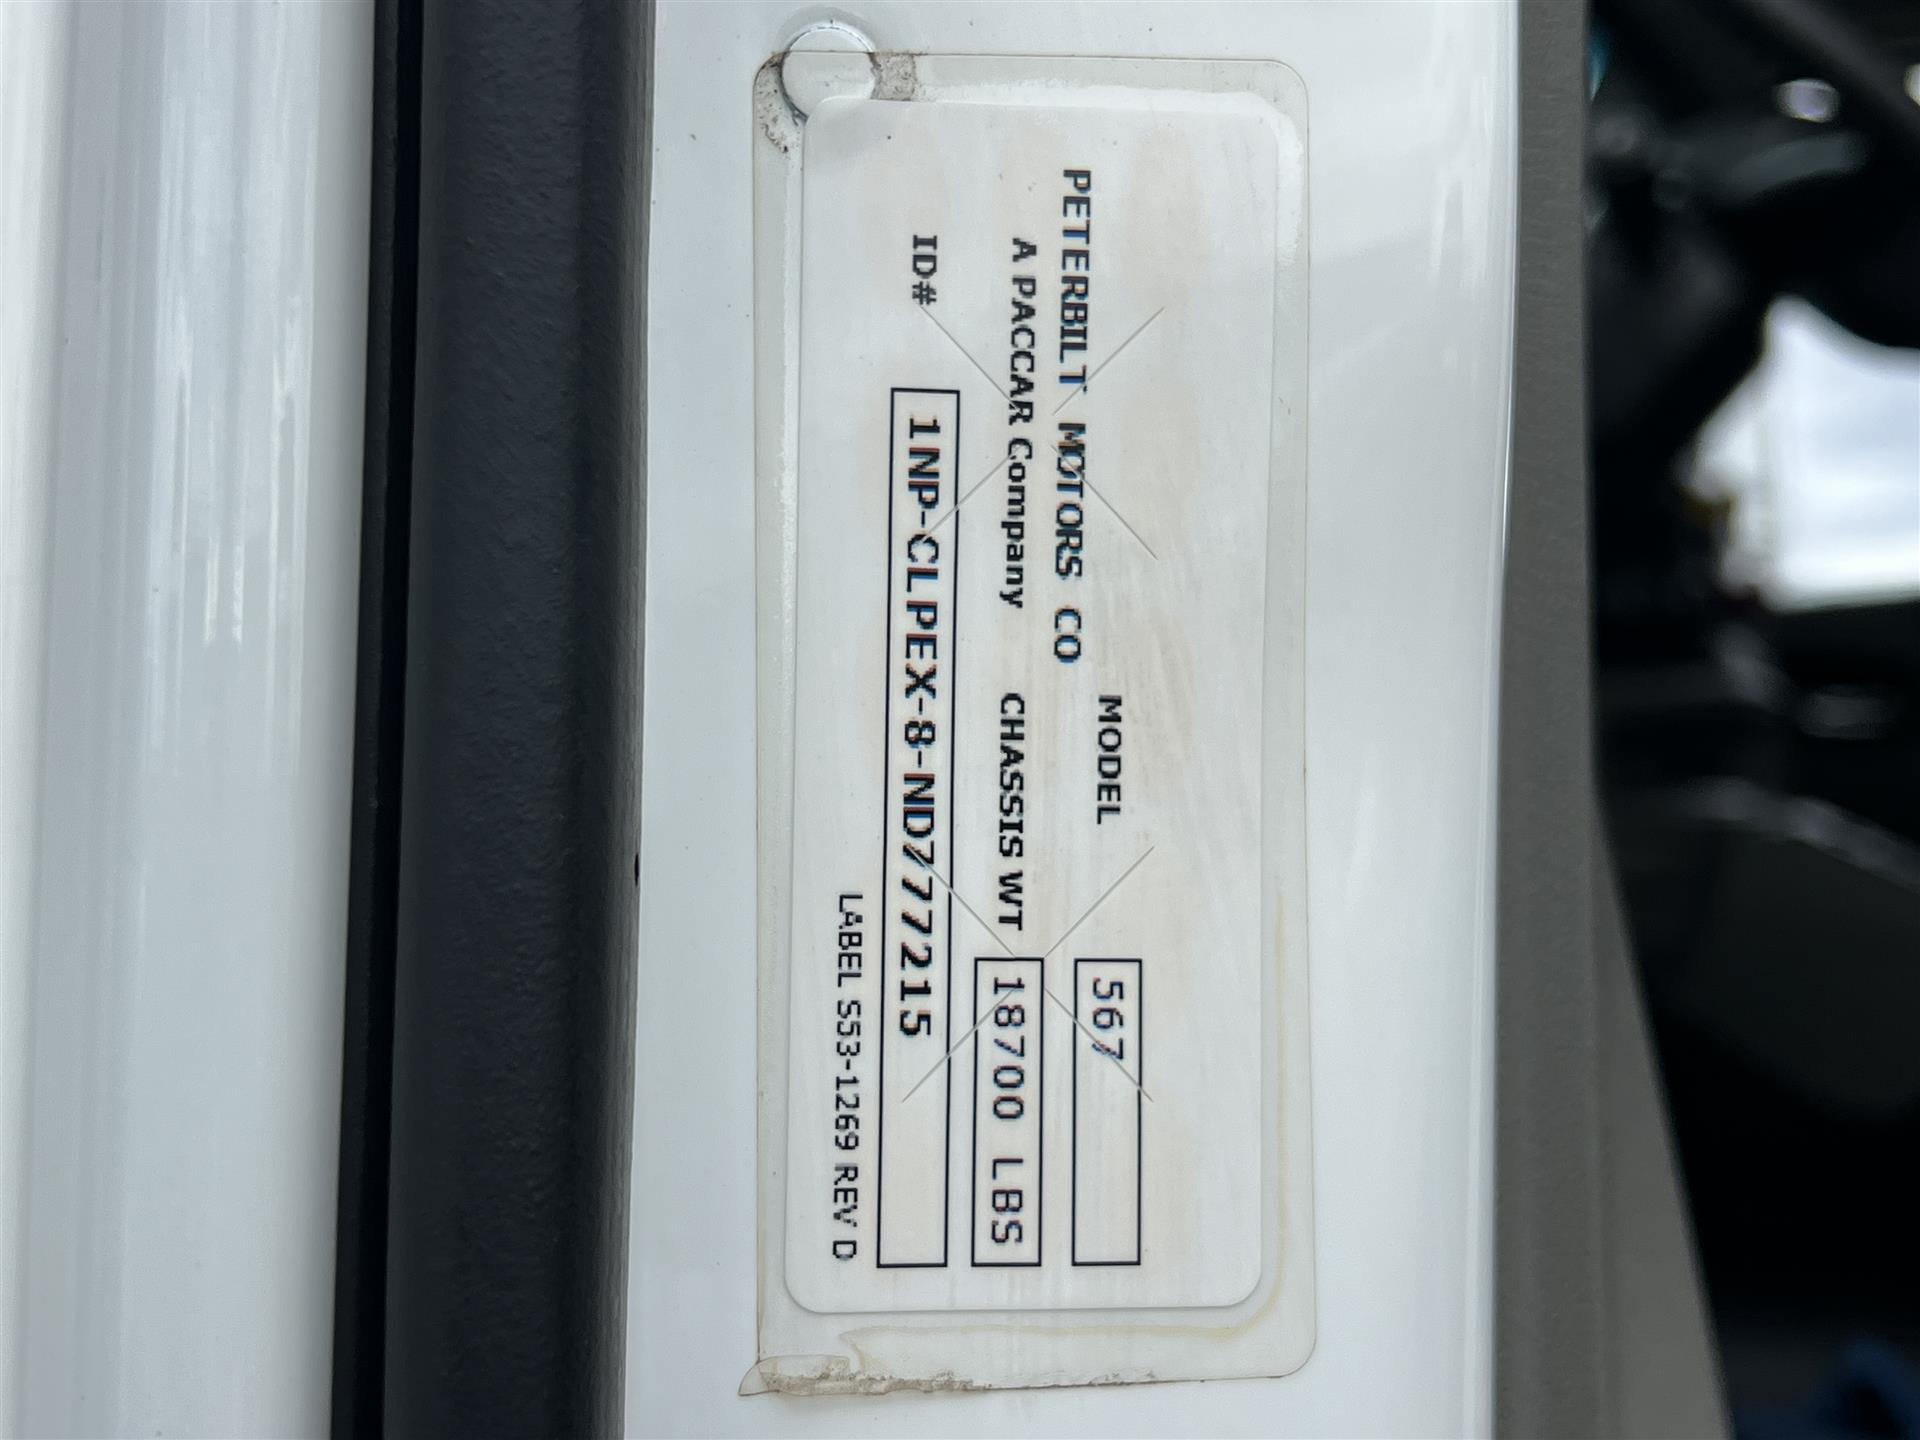 MODEL 567
PETERBILT MOTORS CO
A PACCAR Company CHASSIS WT 18700 LBS
ID# 1NP-CLPEX-8-ND777215
LABEL S53-1269 REV D